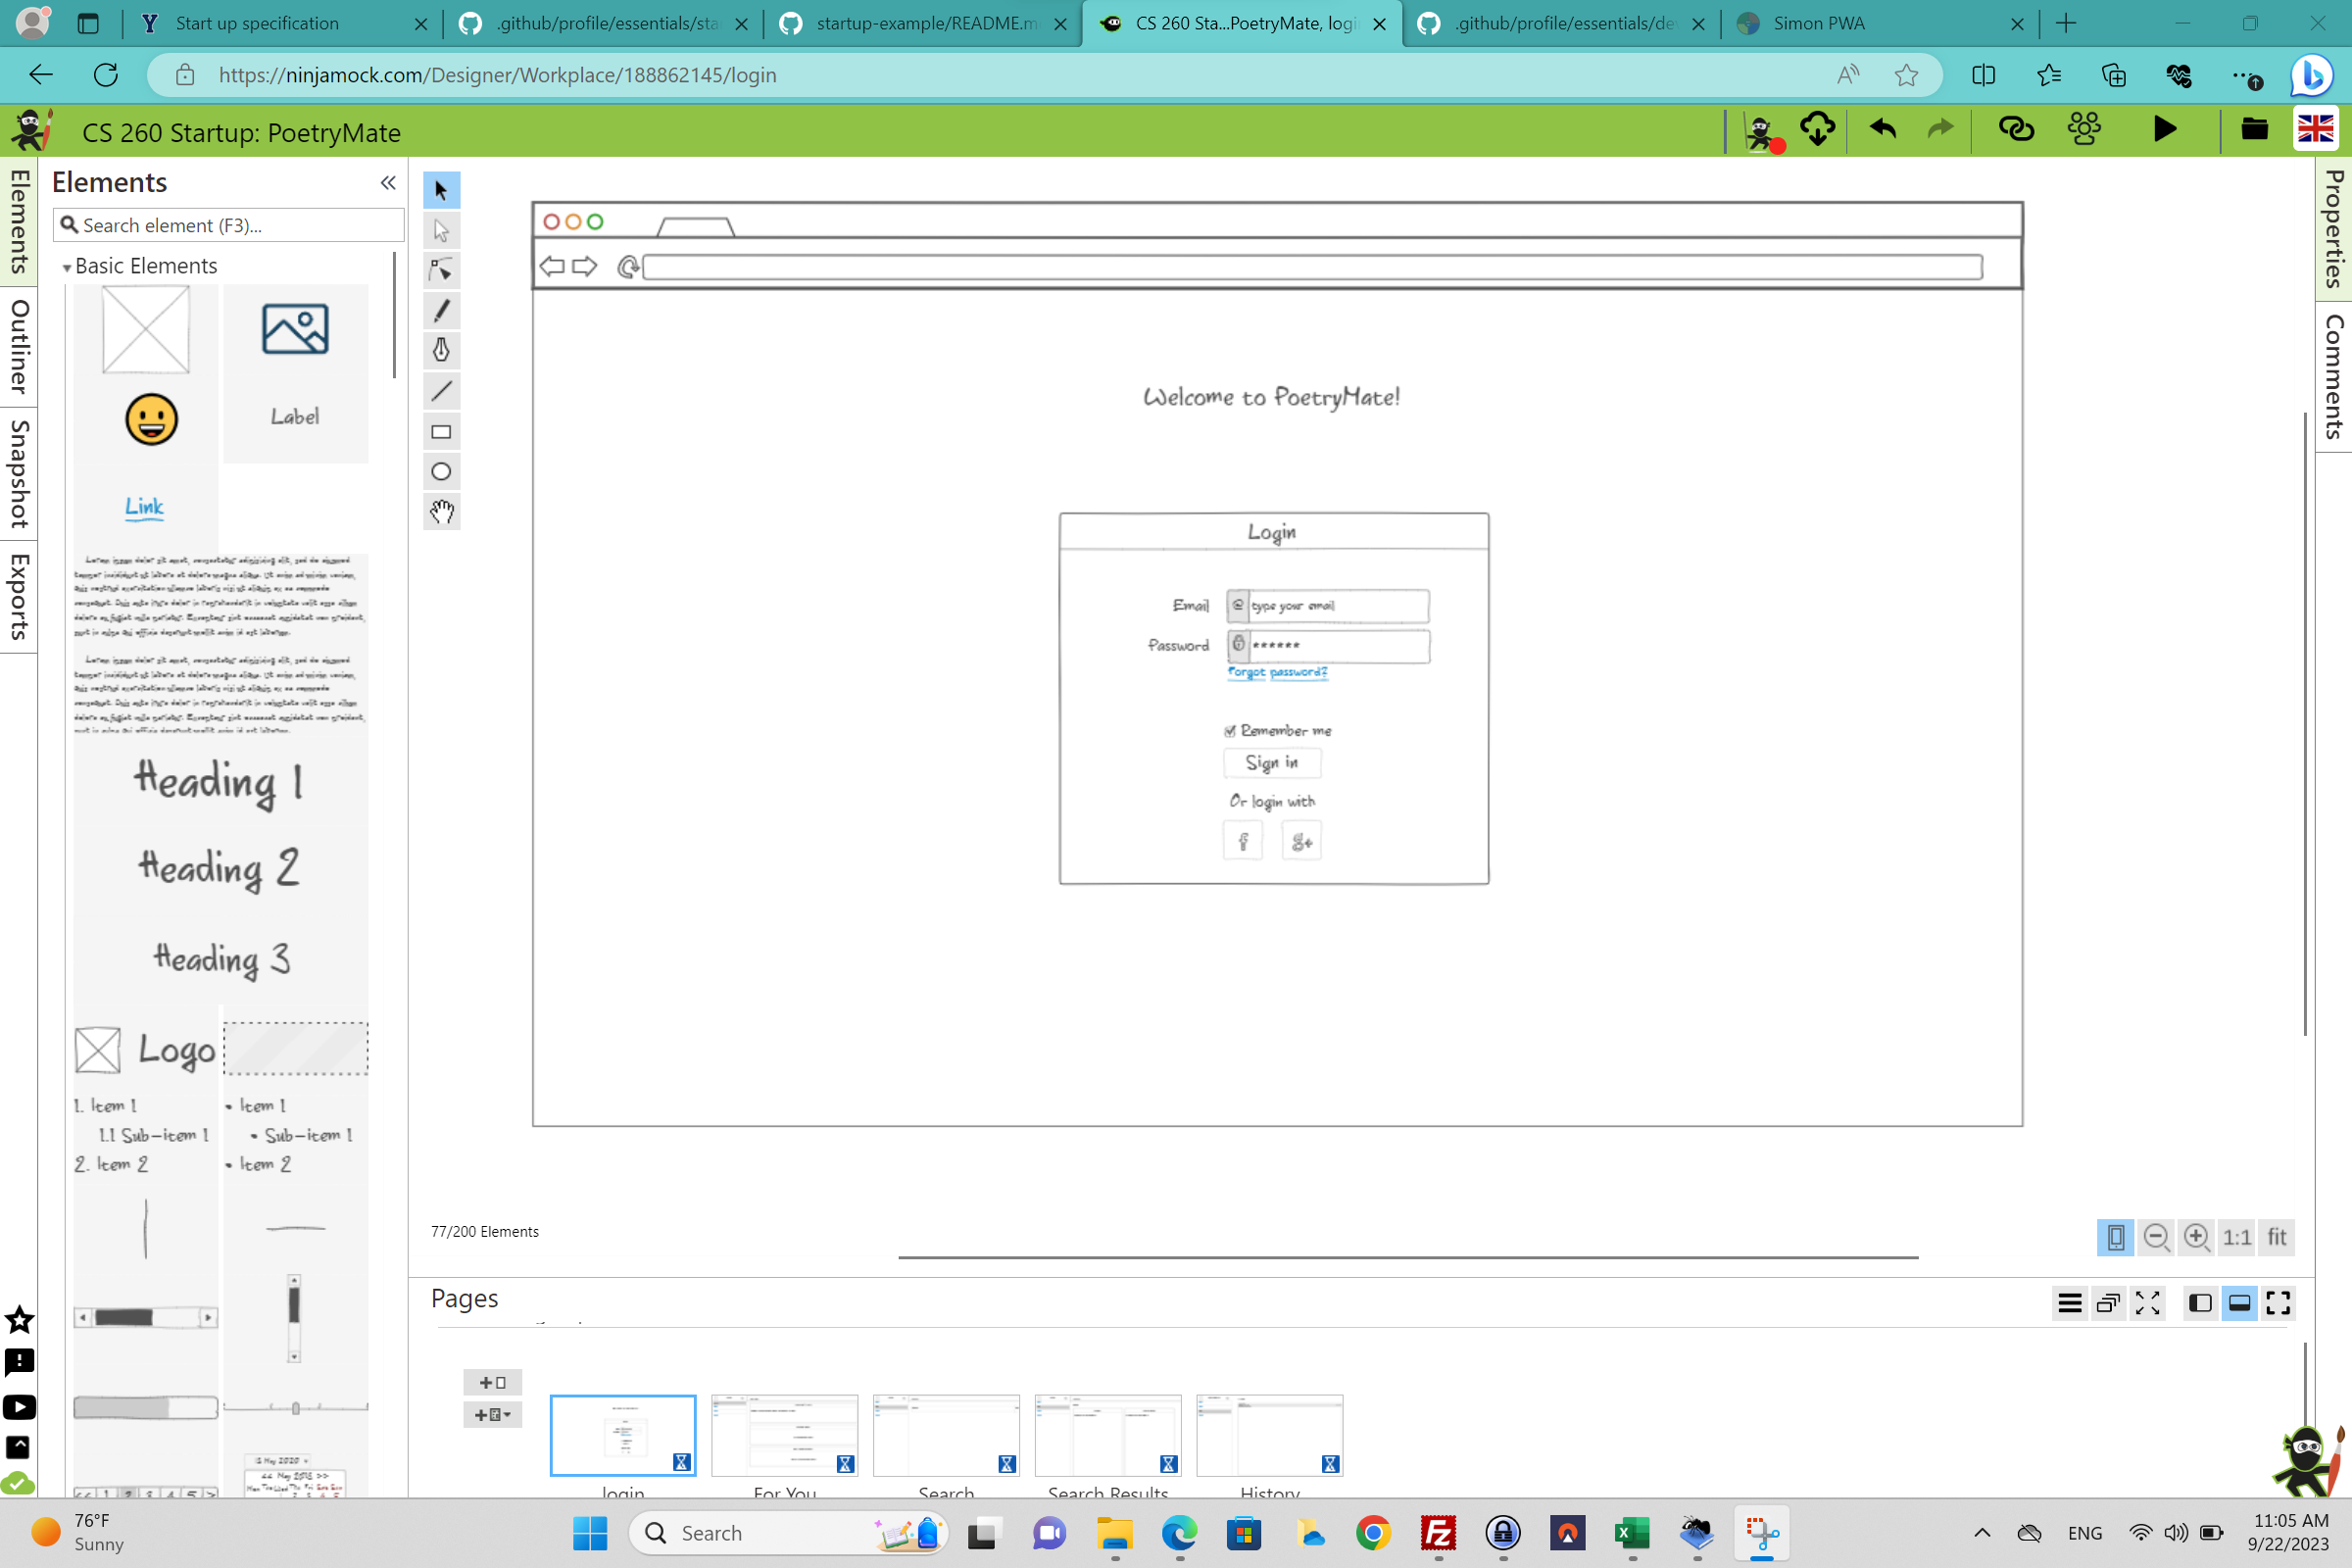 Start up specification
.github/profile/essentials/sta
startup-example/README.m
CS 260 Sta...PoetryMate, logi
.github/profile/essentials/de
Simon PWA
https://ninjamock.com/Designer/Workplace/188862145/login
CS 260 Startup: PoetryMate
Elements
Outliner
Snapshot
Exports
Elements
Search element (F3)...
Basic Elements
Label
Link
Heading 1
Heading 2
Heading 3
Logo
1. Item 1
1.1 Sub-item 1
2. Item 2
• Item 1
• Sub-item 1
• Item 2
15 May 2020
Welcome to PoetryMate!
Login
Email
type your email
Password
******
Forgot password?
Remember me
Sign in
Or login with
f
g+
77/200 Elements
1:1
fit
Properties
Comments
Pages
login
For You
Search
Search Results
History
76°F
Sunny
Search
ENG
11:05 AM
9/22/2023